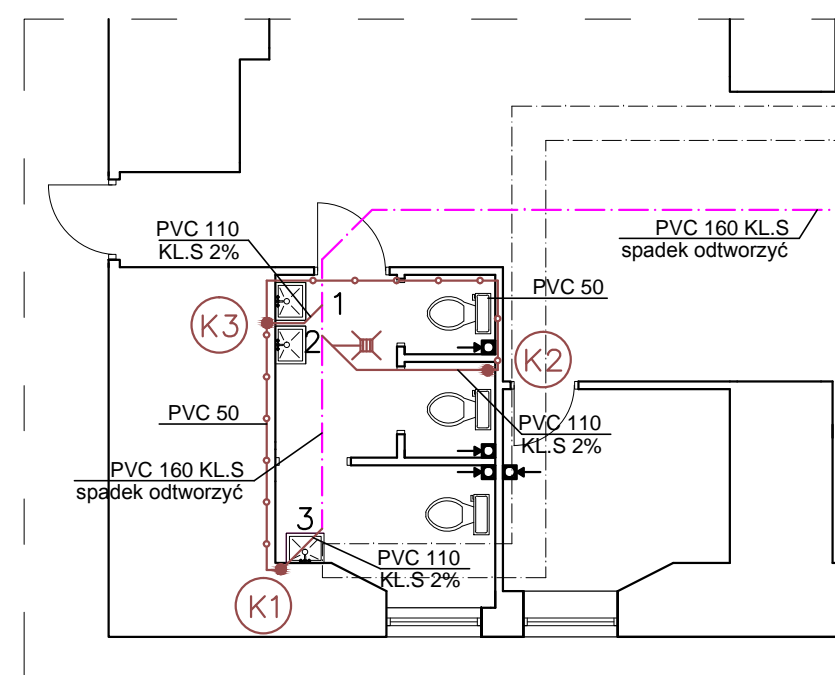 PVC 110
KL.S 2%
PVC 160 KL.S
spadek odtworzyć
PVC 50
1
K3
2
K2
PVC 50
PVC 110
KL.S 2%
PVC 160 KL.S
spadek odtworzyć
3
PVC 110
KL.S 2%
K1